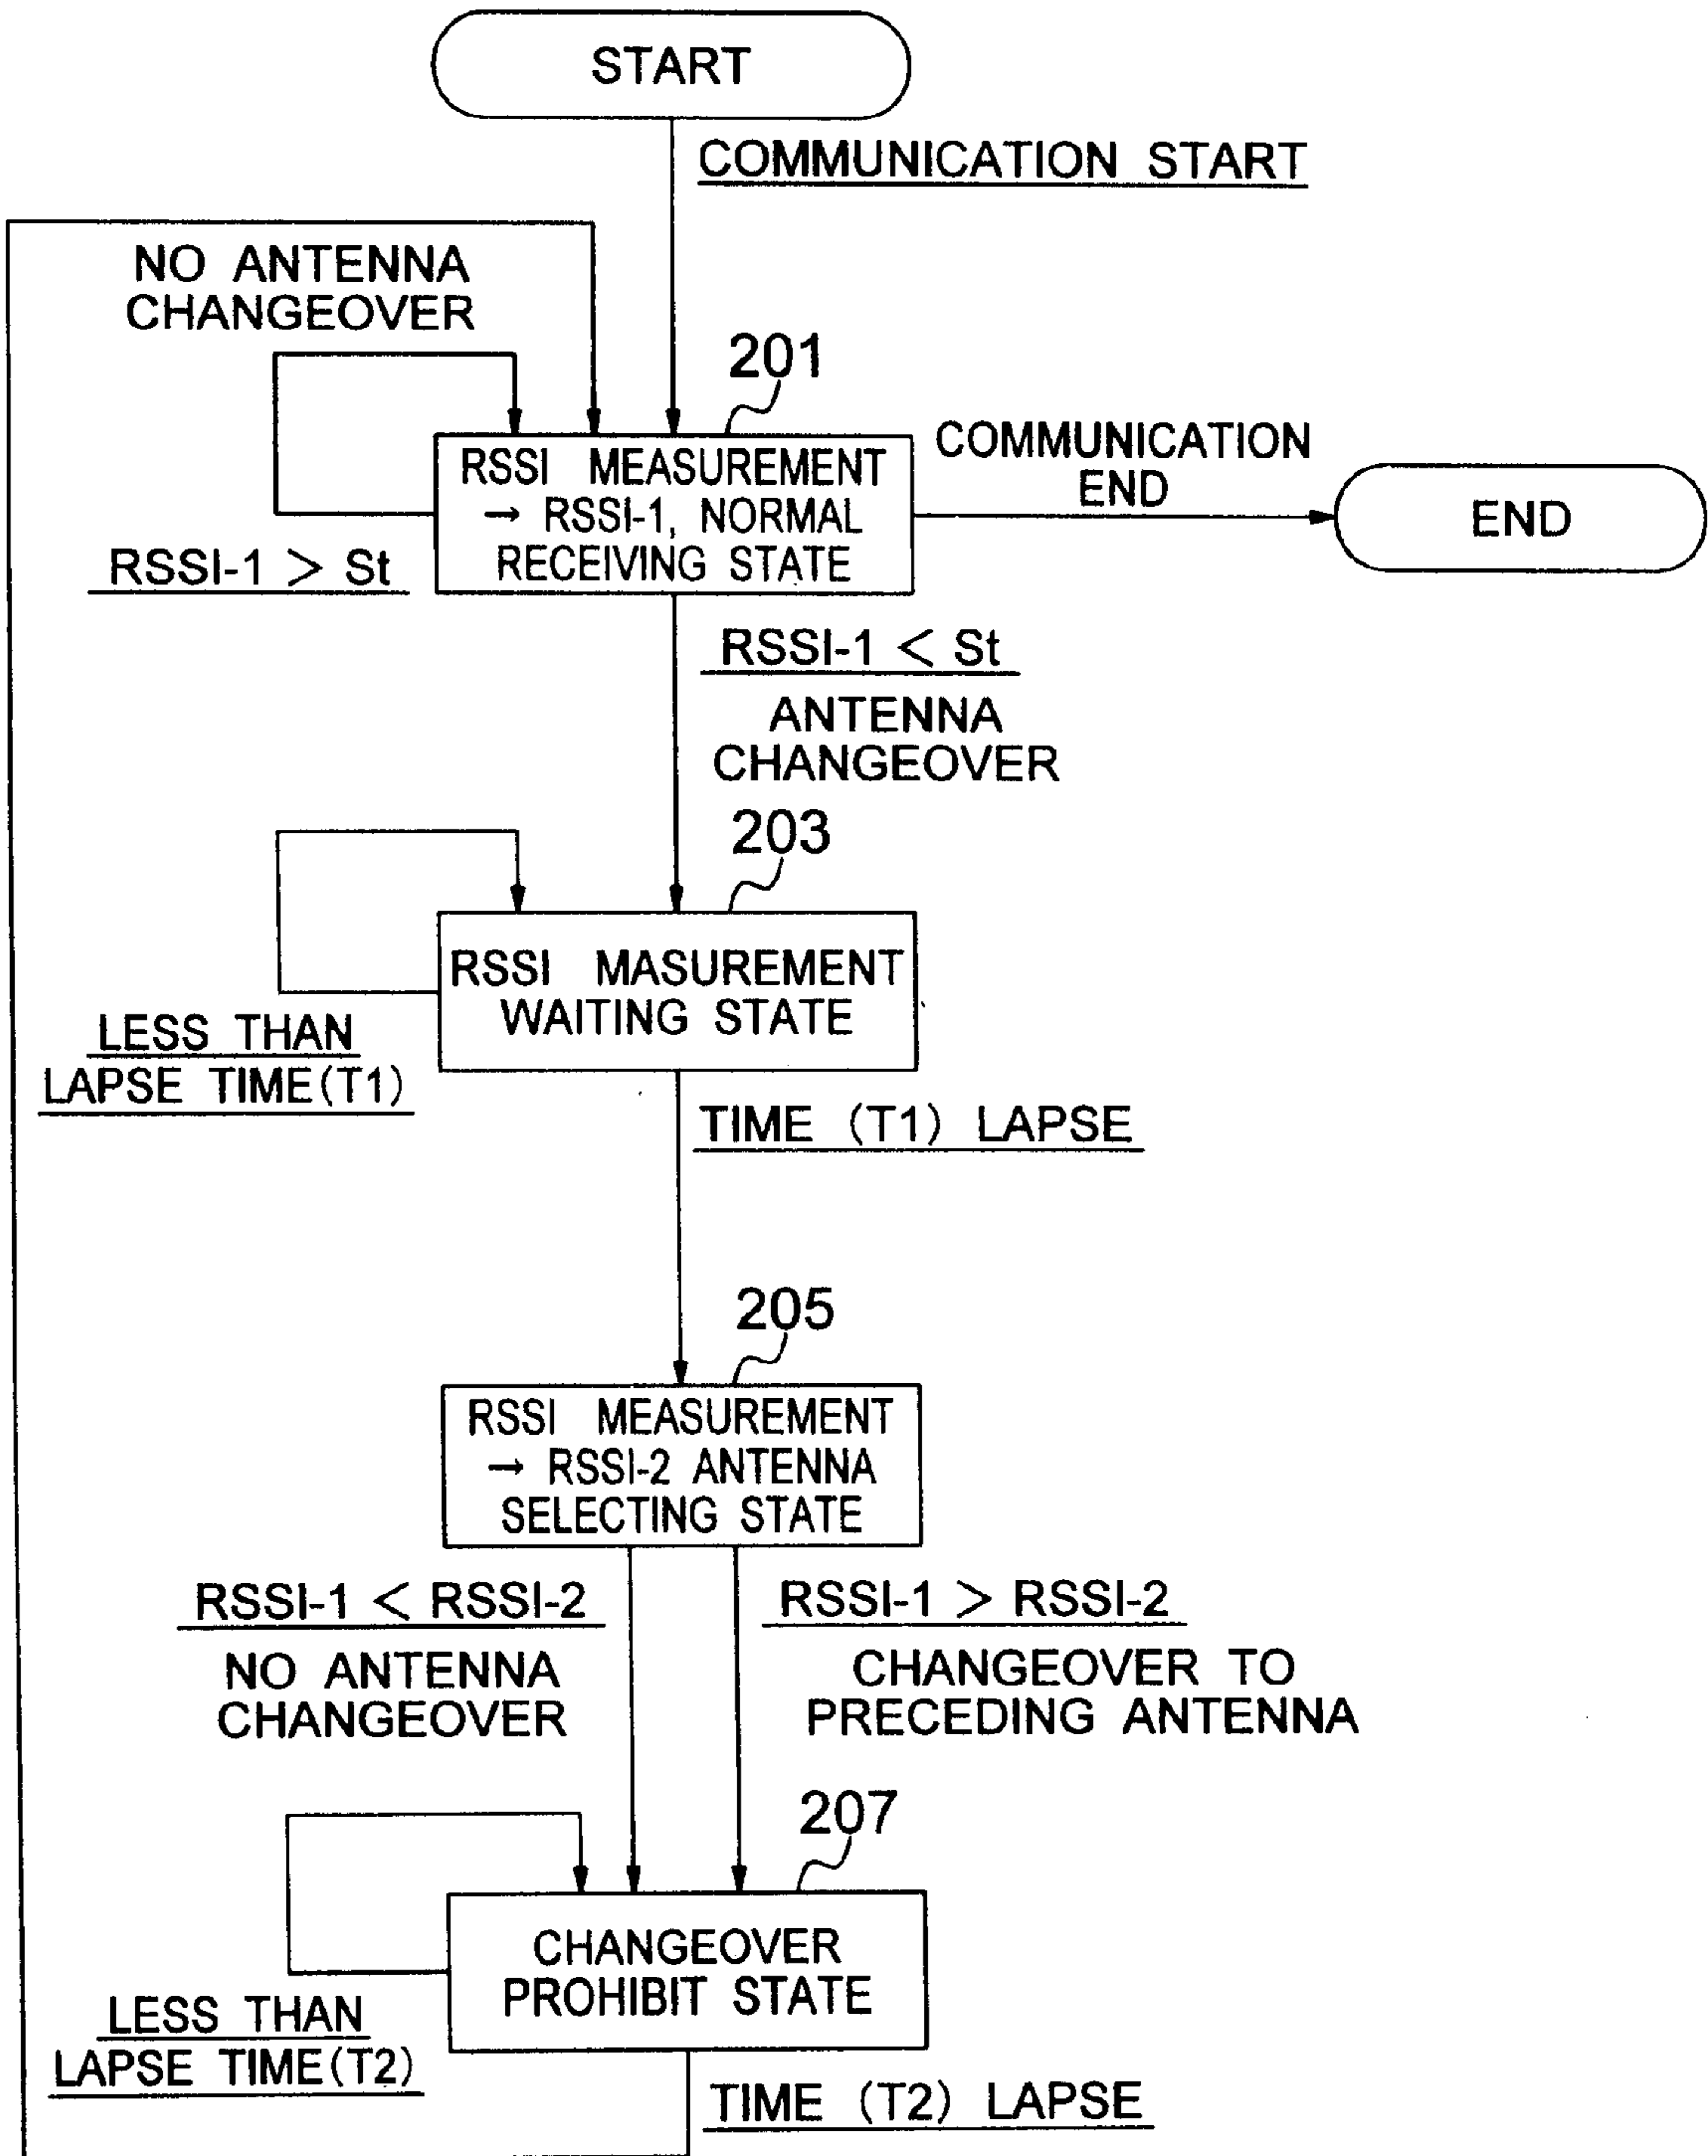 START
COMMUNICATION START
NO ANTENNA
CHANGEOVER
201
RSSI MEASUREMENT
→ RSSI-1, NORMAL
RECEIVING STATE
COMMUNICATION
END
END
RSSI-1 > St
RSSI-1 < St
ANTENNA
CHANGEOVER
203
RSSI MASUREMENT
WAITING STATE
LESS THAN
LAPSE TIME(T1)
TIME (T1) LAPSE
205
RSSI MEASUREMENT
→ RSSI-2 ANTENNA
SELECTING STATE
RSSI-1 < RSSI-2
NO ANTENNA
CHANGEOVER
RSSI-1 > RSSI-2
CHANGEOVER TO
PRECEDING ANTENNA
207
CHANGEOVER
PROHIBIT STATE
LESS THAN
LAPSE TIME(T2)
TIME (T2) LAPSE